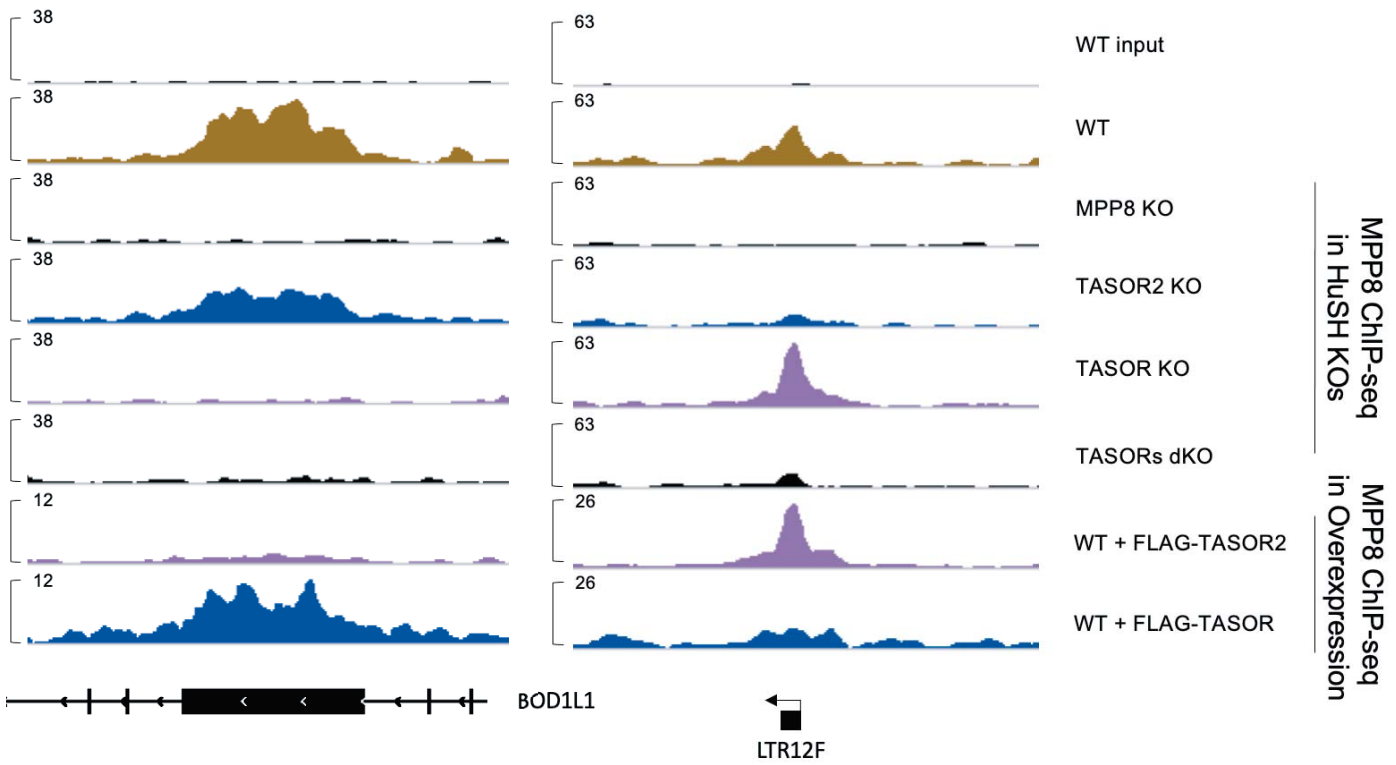 38 63 WT input
38 63 WT
38 63 MPP8 KO
38 63 TASOR2 KO
38 63 TASOR KO
38 63 TASORs dKO
12 26 WT + FLAG-TASOR2
12 26 WT + FLAG-TASOR
MPP8 ChIP-seq
in HuSH KOs
MPP8 ChIP-seq
in Overexpression
BOD1L1
LTR12F